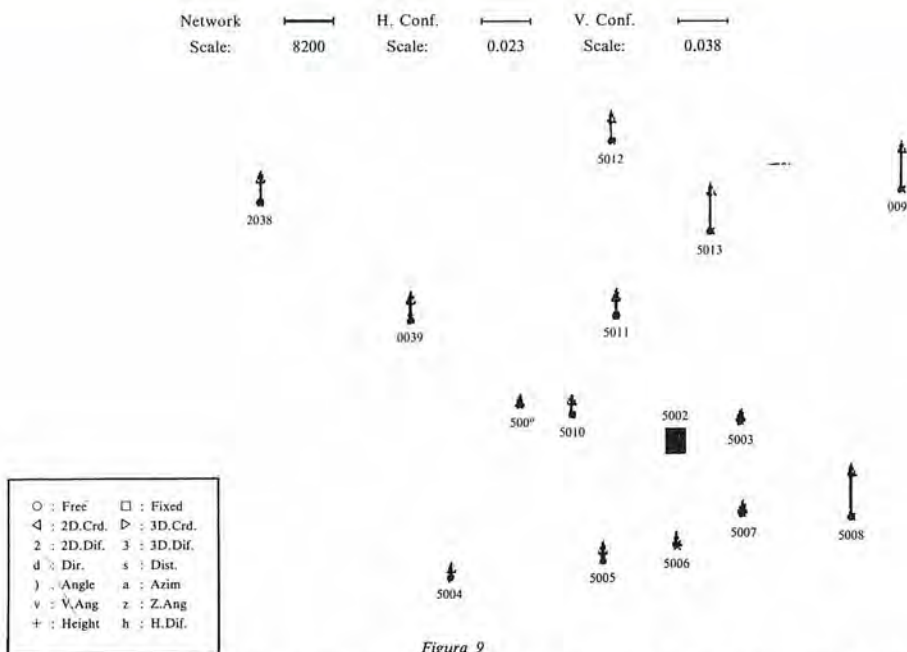 Network H. Conf. V. Conf.
Scale: 8200 Scale: 0.023 Scale: 0.038
5012
2038
009
5013
0039
5011
5002
5010
5003
○ : Free □ : Fixed
◁ : 2D.Crd. ▷ : 3D.Crd.
2 : 2D.Dif. 3 : 3D.Dif.
d : Dir. s : Dist.
) : Angle a : Azim
v : V.Ang z : Z.Ang
+ : Height h : H.Dif.
5007
5008
5006
5005
5004
Figura 9